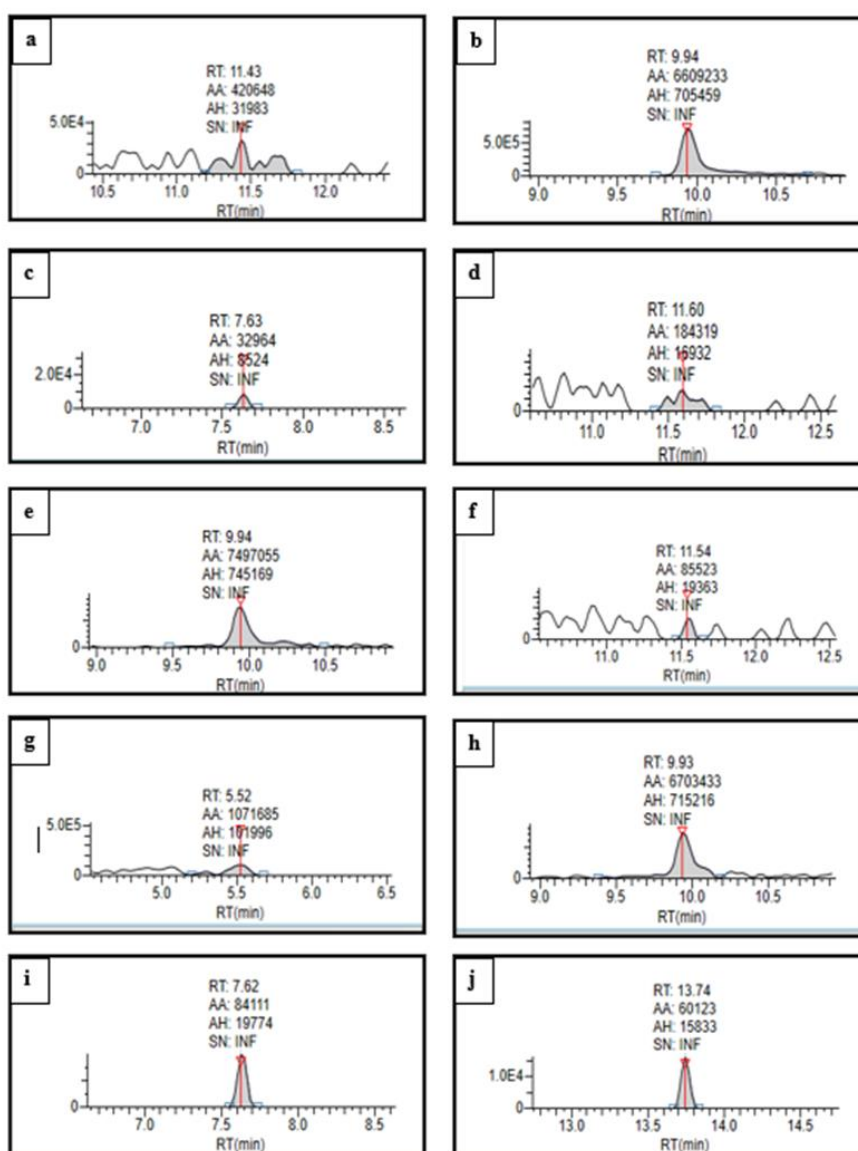 a
RT: 11.43
AA: 420648
AH: 31983
SN: INF
5.0E4
0
10.5 11.0 11.5 12.0
RT(min)
b
RT: 9.94
AA: 6609233
AH: 705459
SN: INF
5.0E5
0
9.0 9.5 10.0 10.5
RT(min)
c
RT: 7.63
AA: 32964
AH: 8524
SN: INF
2.0E4
0
7.0 7.5 8.0 8.5
RT(min)
d
RT: 11.60
AA: 184319
AH: 16932
SN: INF
0
11.0 11.5 12.0 12.5
RT(min)
e
RT: 9.94
AA: 7497055
AH: 745169
SN: INF
0
9.0 9.5 10.0 10.5
RT(min)
f
RT: 11.54
AA: 85523
AH: 19363
SN: INF
0
11.0 11.5 12.0 12.5
RT(min)
g
RT: 5.52
AA: 1071685
AH: 101996
SN: INF
5.0E5
0
5.0 5.5 6.0 6.5
RT(min)
h
RT: 9.93
AA: 6703433
AH: 715216
SN: INF
0
9.0 9.5 10.0 10.5
RT(min)
i
RT: 7.62
AA: 84111
AH: 19774
SN: INF
0
7.0 7.5 8.0 8.5
RT(min)
j
RT: 13.74
AA: 60123
AH: 15833
SN: INF
1.0E4
0
13.0 13.5 14.0 14.5
RT(min)